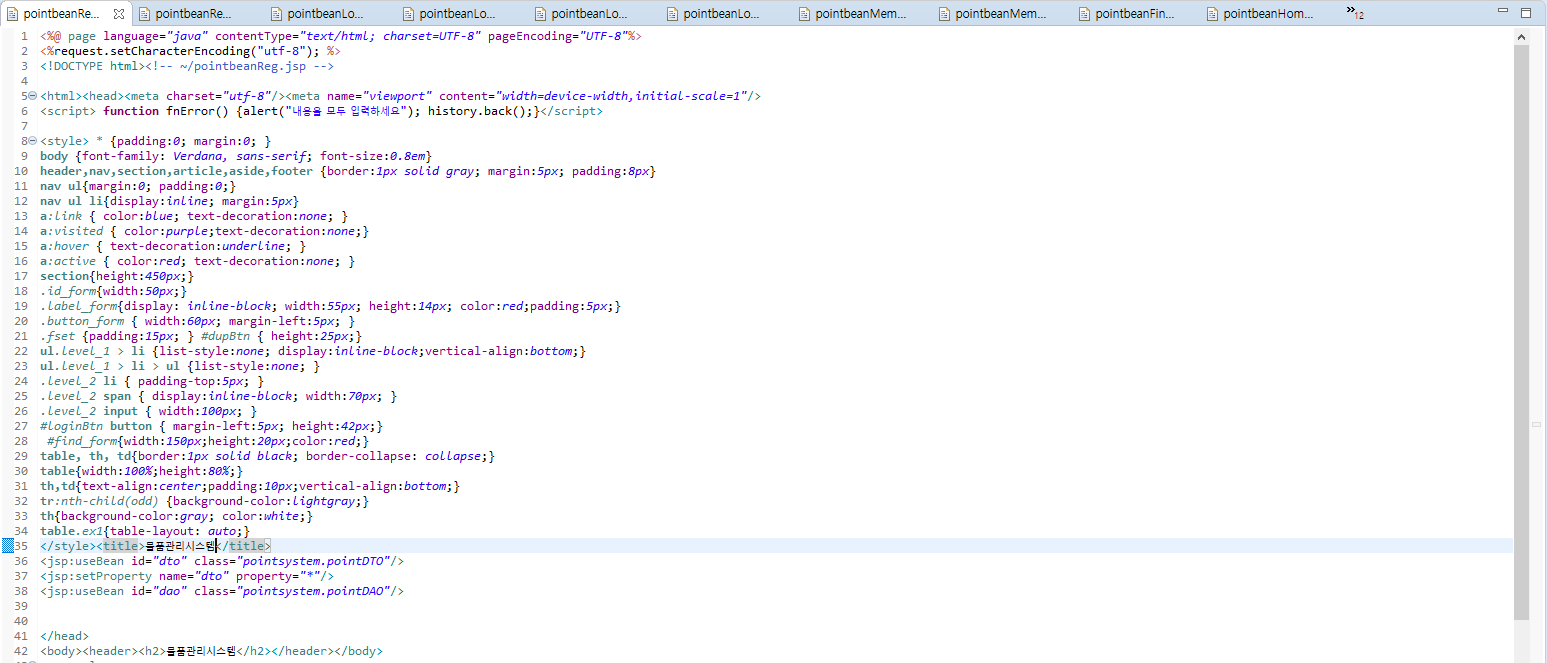 pointbeanRe...
pointbeanRe...
pointbeanLo...
pointbeanLo...
pointbeanLo...
pointbeanLo...
pointbeanMem...
pointbeanMem...
pointbeanFin...
pointbeanHom...
»12
1 <%@ page language="java" contentType="text/html; charset=UTF-8" pageEncoding="UTF-8"%>
2 <%request.setCharacterEncoding("utf-8"); %>
3 <!DOCTYPE html><!-- ~/pointbeanReg.jsp -->
4
5 <html><head><meta charset="utf-8"/><meta name="viewport" content="width=device-width,initial-scale=1"/>
6 <script> function fnError() {alert("내용을 모두 입력하세요"); history.back();}</script>
7
8 <style> * {padding:0; margin:0; }
9 body {font-family: Verdana, sans-serif; font-size:0.8em}
10 header,nav,section,article,aside,footer {border:1px solid gray; margin:5px; padding:8px}
11 nav ul{margin:0; padding:0;}
12 nav ul li{display:inline; margin:5px}
13 a:link { color:blue; text-decoration:none; }
14 a:visited { color:purple;text-decoration:none;}
15 a:hover { text-decoration:underline; }
16 a:active { color:red; text-decoration:none; }
17 section{height:450px;}
18 .id_form{width:50px;}
19 .label_form{display: inline-block; width:55px; height:14px; color:red;padding:5px;}
20 .button_form { width:60px; margin-left:5px; }
21 .fset {padding:15px; } #dupBtn { height:25px;}
22 ul.level_1 > li {list-style:none; display:inline-block;vertical-align:bottom;}
23 ul.level_1 > li > ul {list-style:none; }
24 .level_2 li { padding-top:5px; }
25 .level_2 span { display:inline-block; width:70px; }
26 .level_2 input { width:100px; }
27 #loginBtn button { margin-left:5px; height:42px;}
28 #find_form{width:150px;height:20px;color:red;}
29 table, th, td{border:1px solid black; border-collapse: collapse;}
30 table{width:100%;height:80%;}
31 th,td{text-align:center;padding:10px;vertical-align:bottom;}
32 tr:nth-child(odd) {background-color:lightgray;}
33 th{background-color:gray; color:white;}
34 table.ex1{table-layout: auto;}
35 </style><title>물품관리시스템</title>
36 <jsp:useBean id="dto" class="pointsystem.pointDTO"/>
37 <jsp:setProperty name="dto" property="*"/>
38 <jsp:useBean id="dao" class="pointsystem.pointDAO"/>
39
40
41 </head>
42 <body><header><h2>물품관리시스템</h2></header></body>